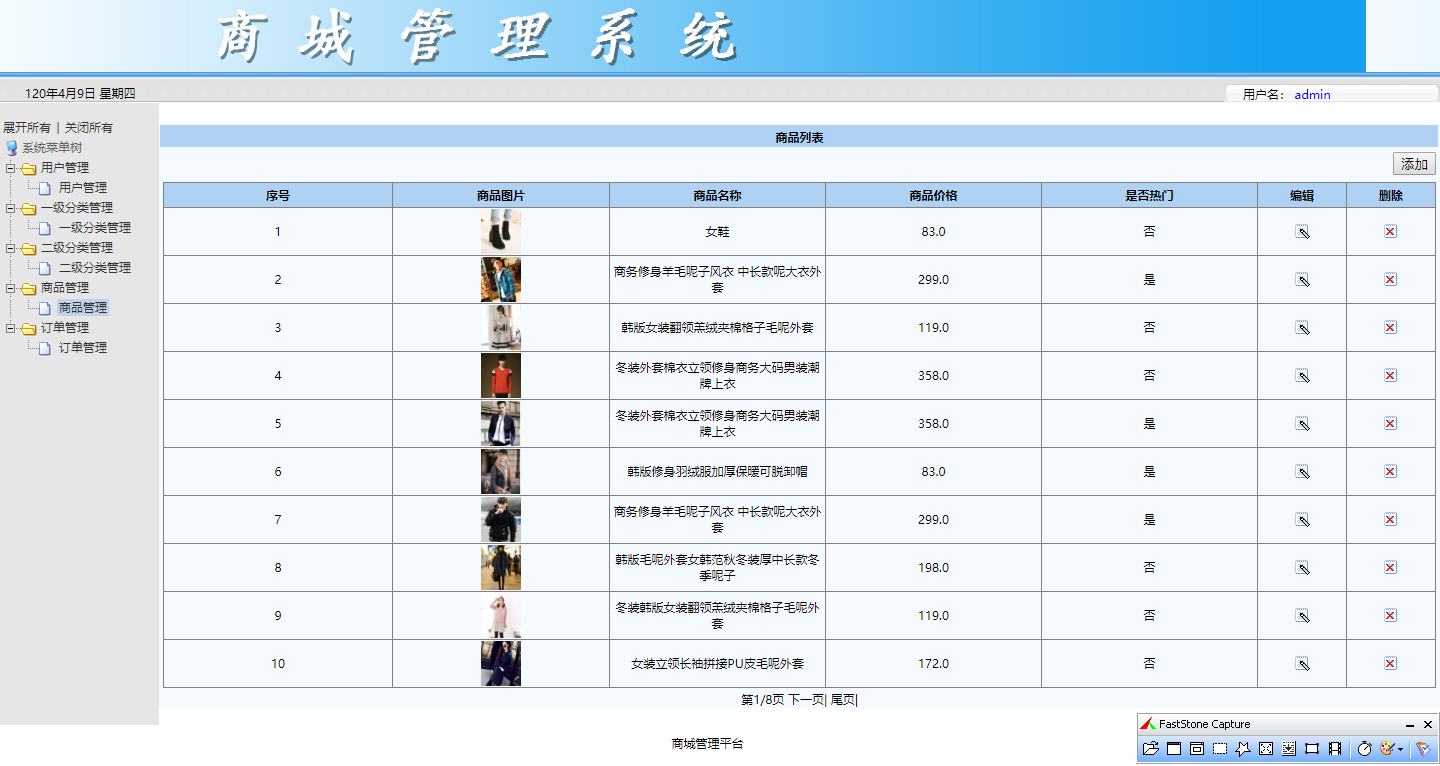 商城管理系统
120年4月9日 星期四
用户名： admin
展开所有 | 关闭所有
系统菜单树
用户管理
用户管理
一级分类管理
一级分类管理
二级分类管理
二级分类管理
商品管理
商品管理
订单管理
订单管理
商品列表
添加
序号 商品图片 商品名称 商品价格 是否热门 编辑 删除
1 女鞋 83.0 否
2 商务修身羊毛呢子风衣 中长款呢大衣外
套 299.0 是
3 韩版女装翻领羔绒夹棉格子毛呢外套 119.0 否
4 冬装外套棉衣立领修身商务大码男装潮
牌上衣 358.0 否
5 冬装外套棉衣立领修身商务大码男装潮
牌上衣 358.0 是
6 韩版修身羽绒服加厚保暖可脱卸帽 83.0 是
7 商务修身羊毛呢子风衣 中长款呢大衣外
套 299.0 是
8 韩版毛呢外套女韩范秋冬装厚中长款冬
季呢子 198.0 否
9 冬装韩版女装翻领羔绒夹棉格子毛呢外
套 119.0 否
10 女装立领长袖拼接PU皮毛呢外套 172.0 否
第1/8页 下一页| 尾页|
商城管理平台
FastStone Capture